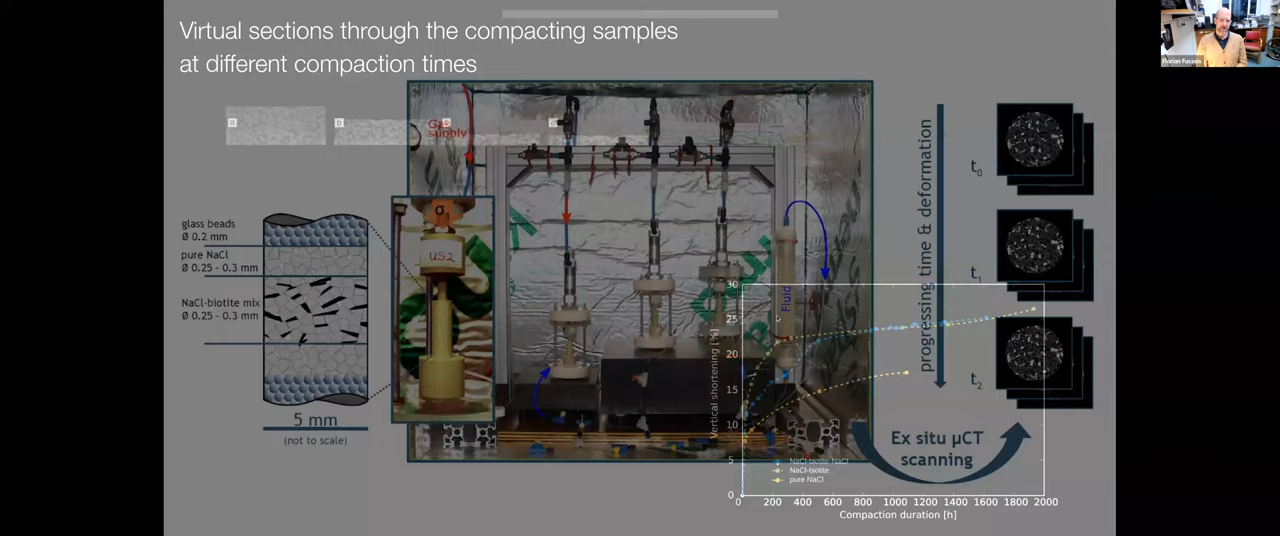 Virtual sections through the compacting samples
at different compaction times
Florian Fusseis
a
b
d
Gas
supply
glass beads
Ø 0.2 mm
pure NaCl
Ø 0.25 - 0.3 mm
NaCl-biotite mix
Ø 0.25 - 0.3 mm
5 mm
(not to scale)
σ1
US2
Fluid
progressing time & deformation
t0
t1
t2
Ex situ µCT
scanning
Vertical shortening [%]
30
25
20
15
10
5
0
NaCl-biotite-NaCl
NaCl-biotite
pure NaCl
0 200 400 600 800 1000 1200 1400 1600 1800 2000
Compaction duration [h]